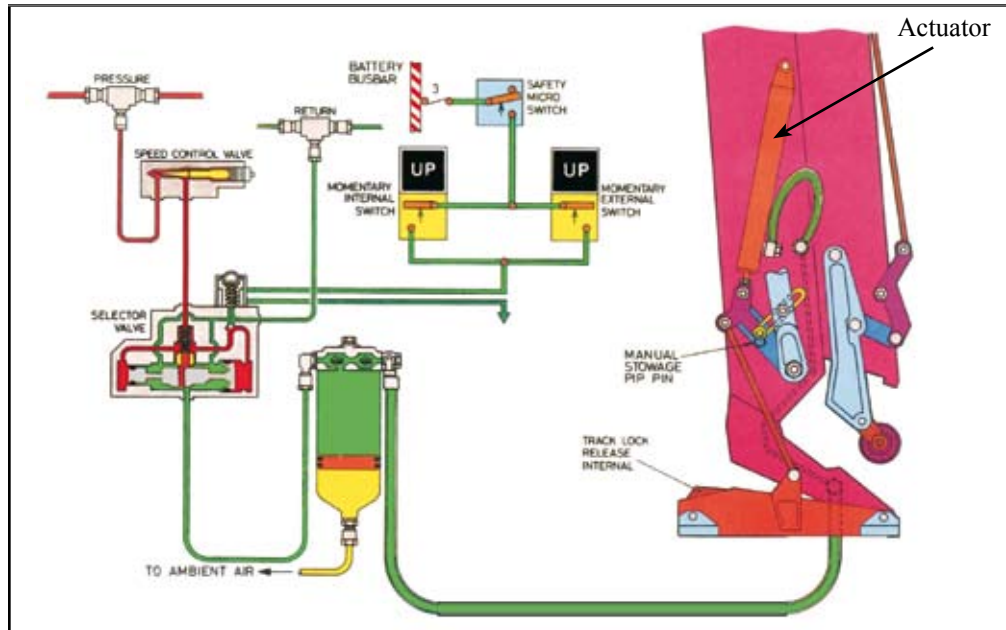 Actuator
PRESSURE
BATTERY
BUSBAR
3
SAFETY
MICRO
SWITCH
RETURN
SPEED CONTROL VALVE
UP
UP
MOMENTARY
INTERNAL
SWITCH
MOMENTARY
EXTERNAL
SWITCH
SELECTOR
VALVE
MANUAL
STOWAGE
PIP PIN
TRACK LOCK
RELEASE
INTERNAL
TO AMBIENT AIR